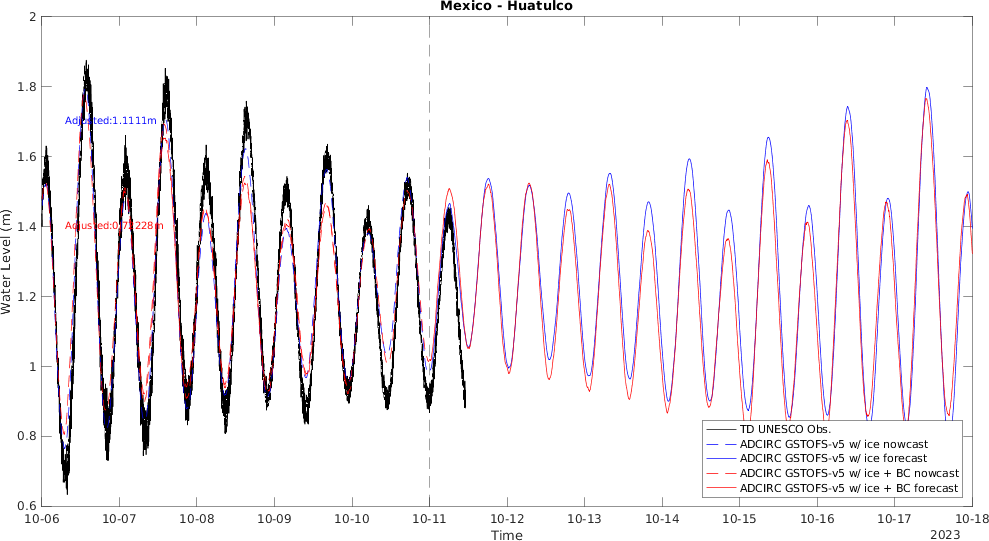 Mexico - Huatulco
2
1.8
1.6
1.4
1.2
1
0.8
0.6
Water Level (m)
Adjusted:1.1111m
TD UNESCO Obs.
ADCIRC GSTOFS-v5 w/ ice nowcast
ADCIRC GSTOFS-v5 w/ ice forecast
ADCIRC GSTOFS-v5 w/ ice + BC nowcast
ADCIRC GSTOFS-v5 w/ ice + BC forecast
10-06 10-07 10-08 10-09 10-10 10-11 10-12 10-13 10-14 10-15 10-16 10-17 10-18
Time
2023